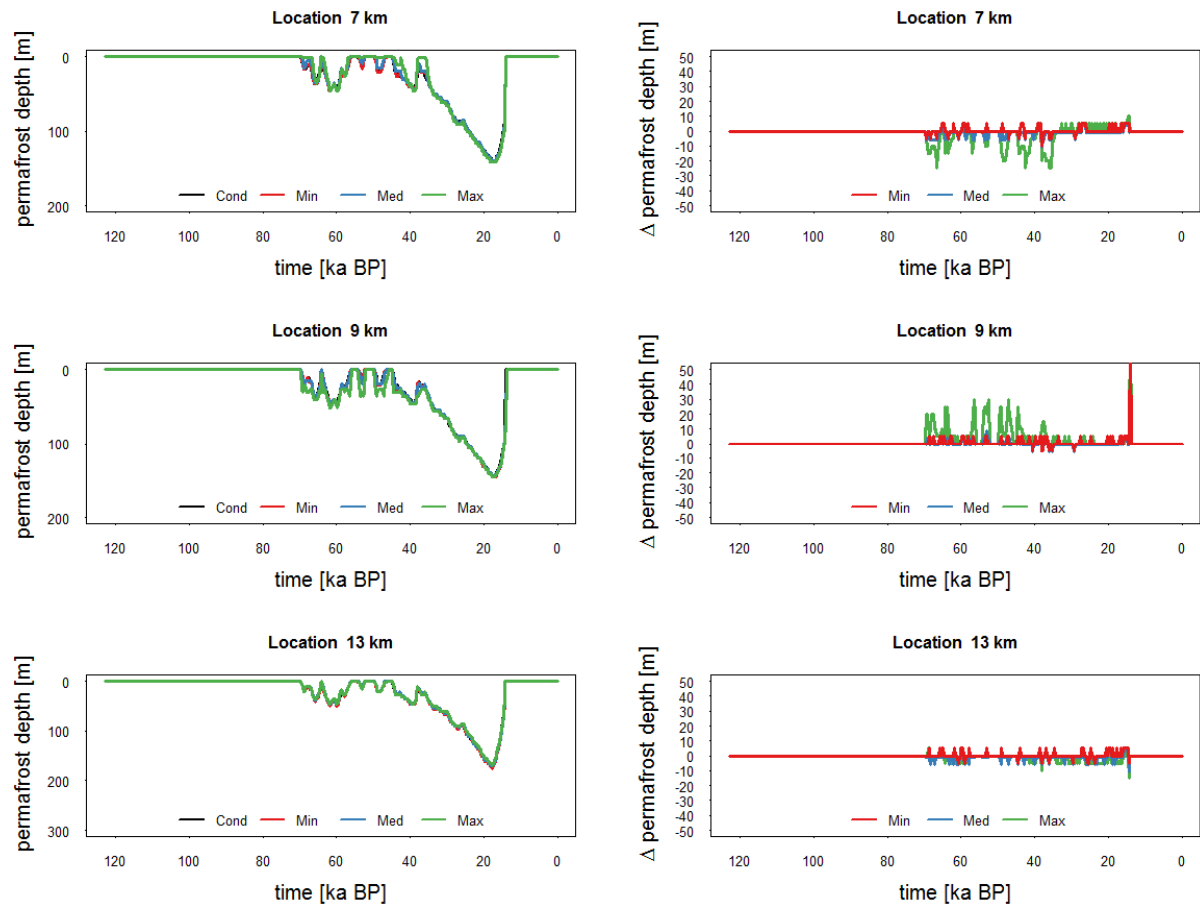 Location 7 km
permafrost depth [m]
0
100
200
Cond Min Med Max
120 100 80 60 40 20 0
time [ka BP]
Location 7 km
Δ permafrost depth [m]
50
40
30
20
10
0
-10
-20
-30
-40
-50
Min Med Max
120 100 80 60 40 20 0
time [ka BP]
Location 9 km
permafrost depth [m]
0
100
200
Cond Min Med Max
120 100 80 60 40 20 0
time [ka BP]
Location 9 km
Δ permafrost depth [m]
50
40
30
20
10
0
-10
-20
-30
-40
-50
Min Med Max
120 100 80 60 40 20 0
time [ka BP]
Location 13 km
permafrost depth [m]
0
100
200
300
Cond Min Med Max
120 100 80 60 40 20 0
time [ka BP]
Location 13 km
Δ permafrost depth [m]
50
40
30
20
10
0
-10
-20
-30
-40
-50
Min Med Max
120 100 80 60 40 20 0
time [ka BP]